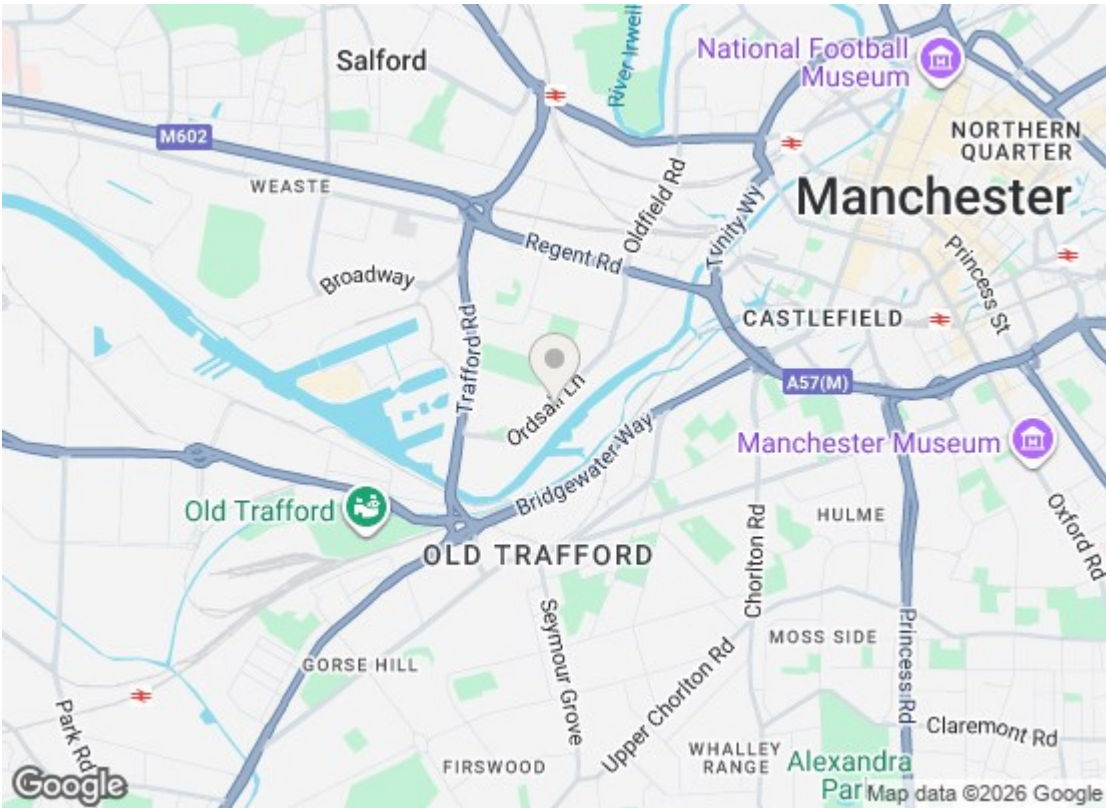 Salford
River Irwell
National Football
Museum
M602
NORTHERN
QUARTER
WEASTE
Oldfield Rd
Manchester
Trinity Wy
Regent Rd
Princess St
Broadway
Trafford Rd
CASTLEFIELD
A57(M)
Ordsall Ln
Bridgewater Way
Manchester Museum
Old Trafford
HULME
Oxford Rd
Chorlton Rd
OLD TRAFFORD
Seymour Grove
Princess Rd
MOSS SIDE
GORSE HILL
Upper Chorlton Rd
Park Rd
Claremont Rd
WHALLEY
RANGE
FIRSWOOD
Alexandra
Par
Google
Map data ©2026 Google